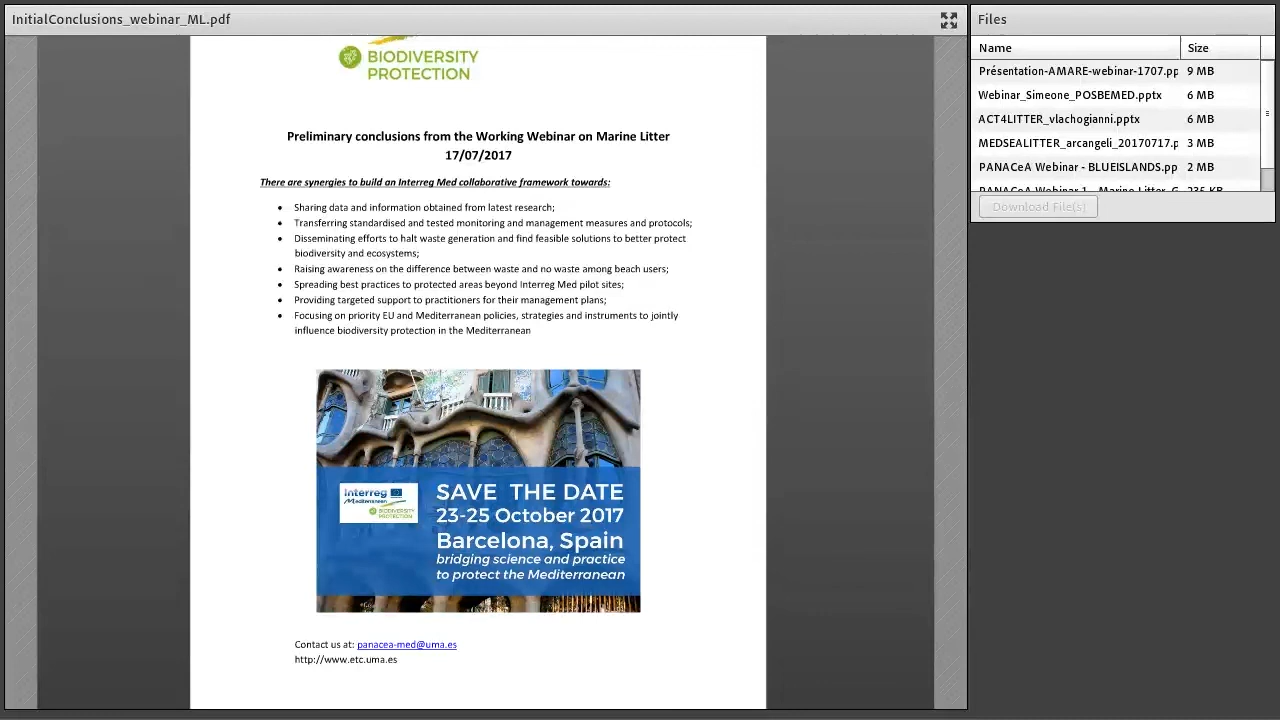 InitialConclusions_webinar_ML.pdf
BIODIVERSITY
PROTECTION
Preliminary conclusions from the Working Webinar on Marine Litter
17/07/2017
There are synergies to build an Interreg Med collaborative framework towards:
• Sharing data and information obtained from latest research;
• Transferring standardised and tested monitoring and management measures and protocols;
• Disseminating efforts to halt waste generation and find feasible solutions to better protect
biodiversity and ecosystems;
• Raising awareness on the difference between waste and no waste among beach users;
• Spreading best practices to protected areas beyond Interreg Med pilot sites;
• Providing targeted support to practitioners for their management plans;
• Focusing on priority EU and Mediterranean policies, strategies and instruments to jointly
influence biodiversity protection in the Mediterranean
Interreg
Mediterranean
BIODIVERSITY
PROTECTION
SAVE THE DATE
23-25 October 2017
Barcelona, Spain
bridging science and practice
to protect the Mediterranean
Contact us at: panacea-med@uma.es
http://www.etc.uma.es
Files
Name Size
Présentation-AMARE-webinar-1707.pp 9 MB
Webinar_Simeone_POSBEMED.pptx 6 MB
ACT4LITTER_vlachogianni.pptx 6 MB
MEDSEALITTER_arcangeli_20170717.p 3 MB
PANACeA Webinar - BLUEISLANDS.pp 2 MB
PANACeA Webinar 1 - Marine Litter 235 KB
Download File(s)